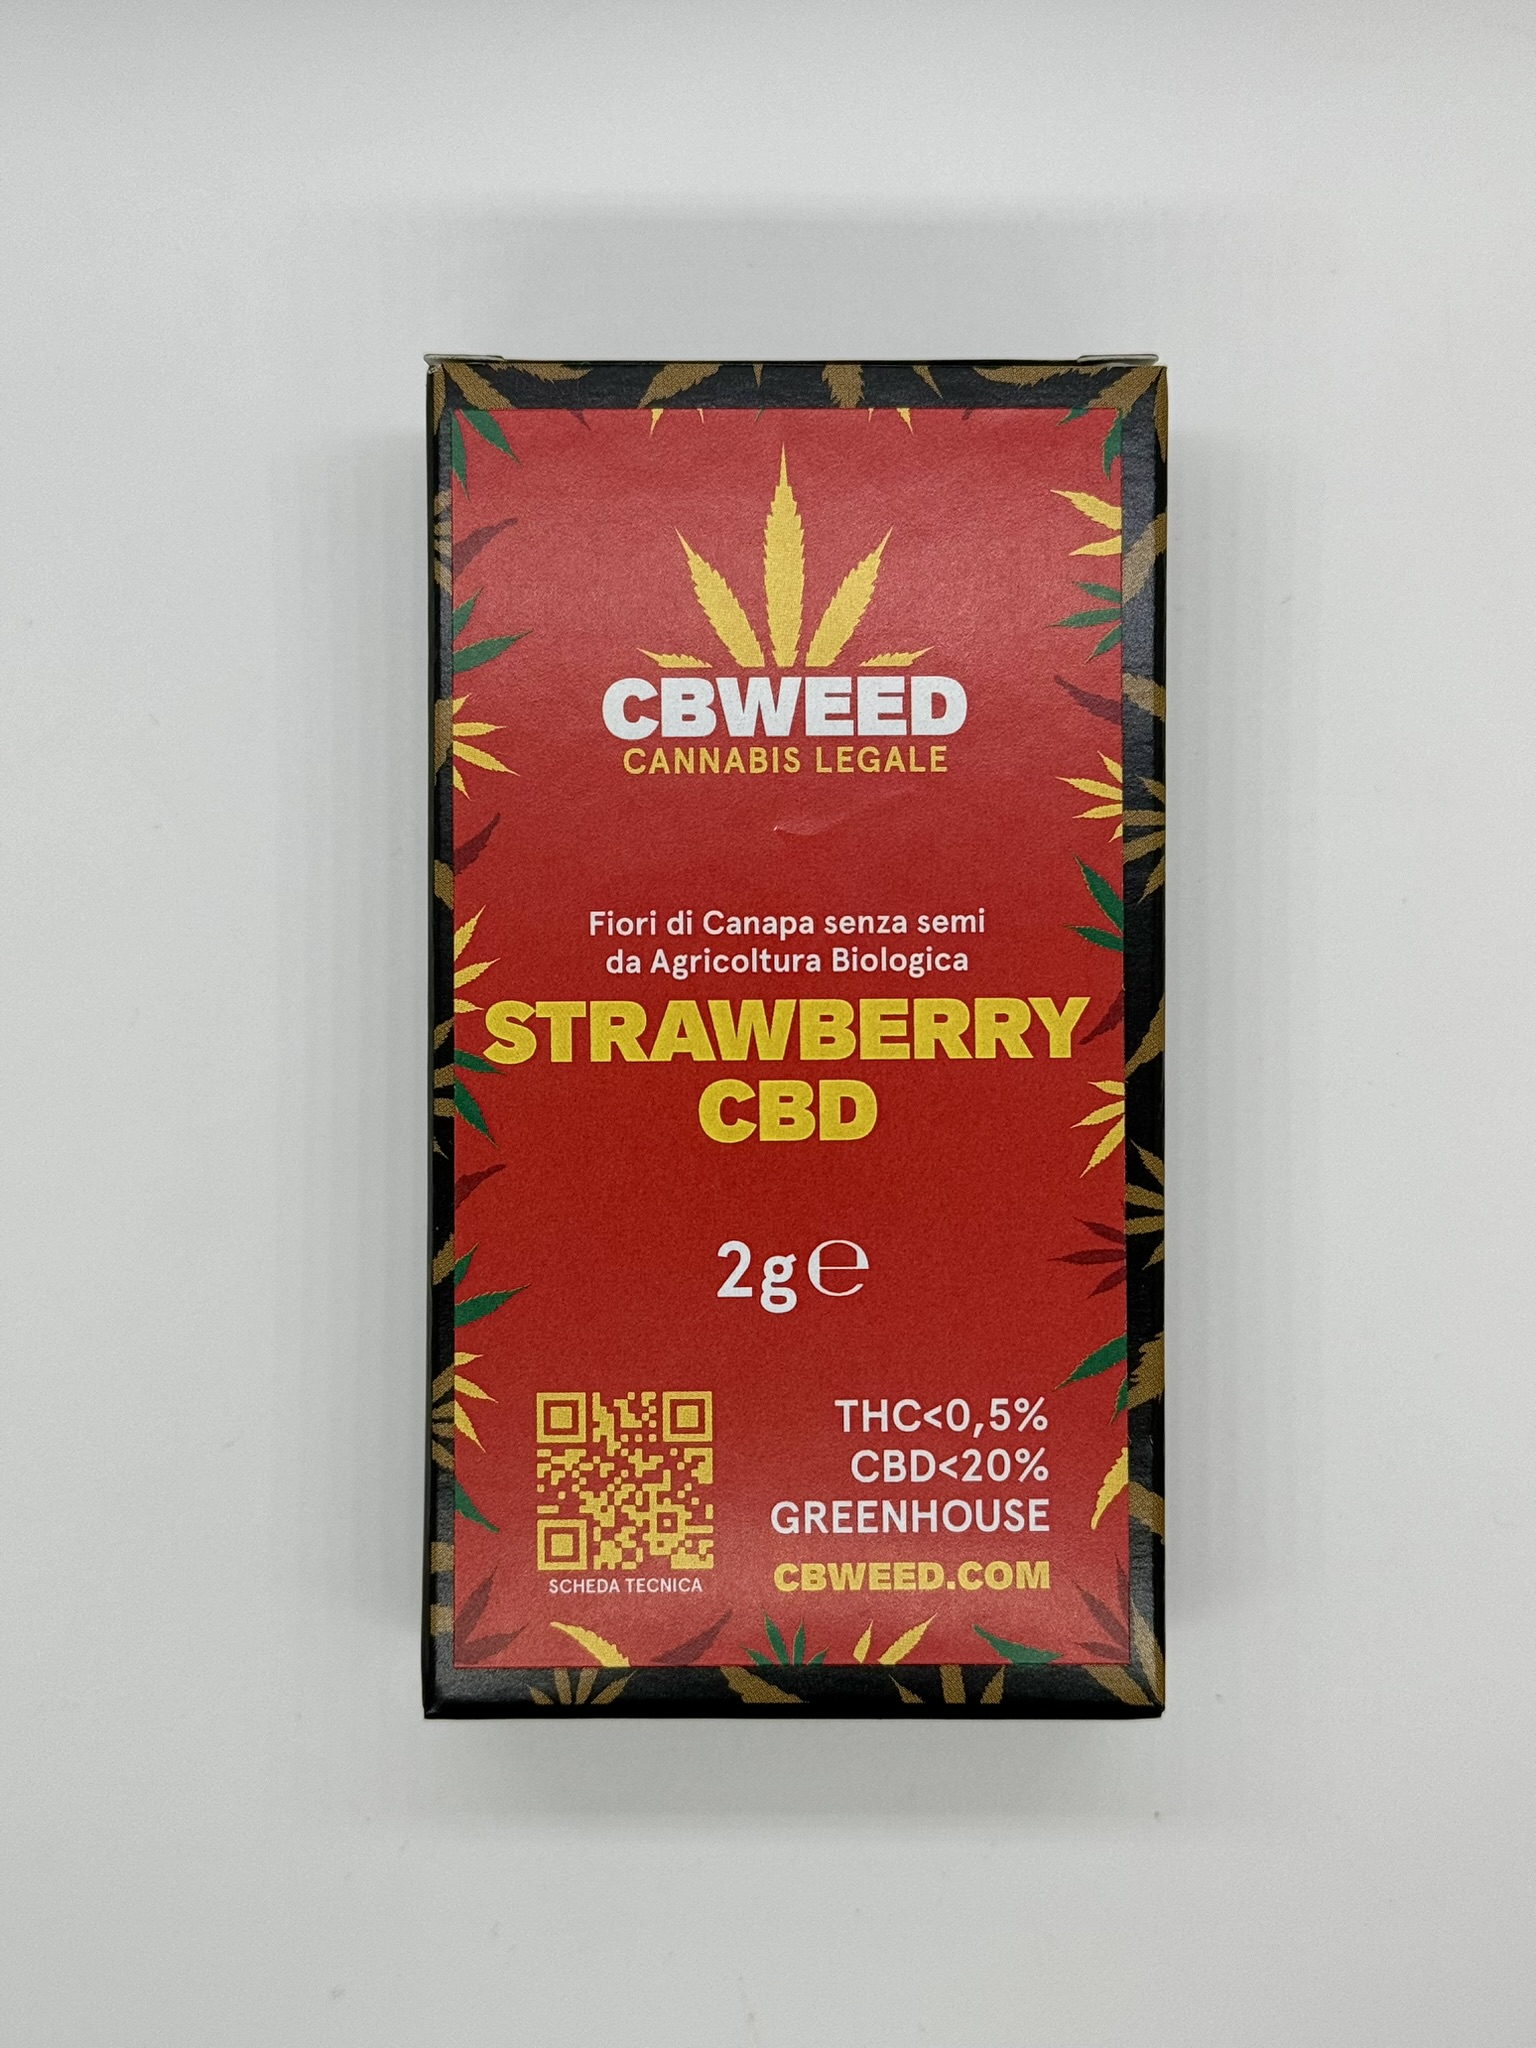 CBWEED
CANNABIS LEGALE
Fiori di Canapa senza semi
da Agricoltura Biologica
STRAWBERRY
CBD
2g℮
THC<0,5%
CBD<20%
GREENHOUSE
CBWEED.COM
SCHEDA TECNICA